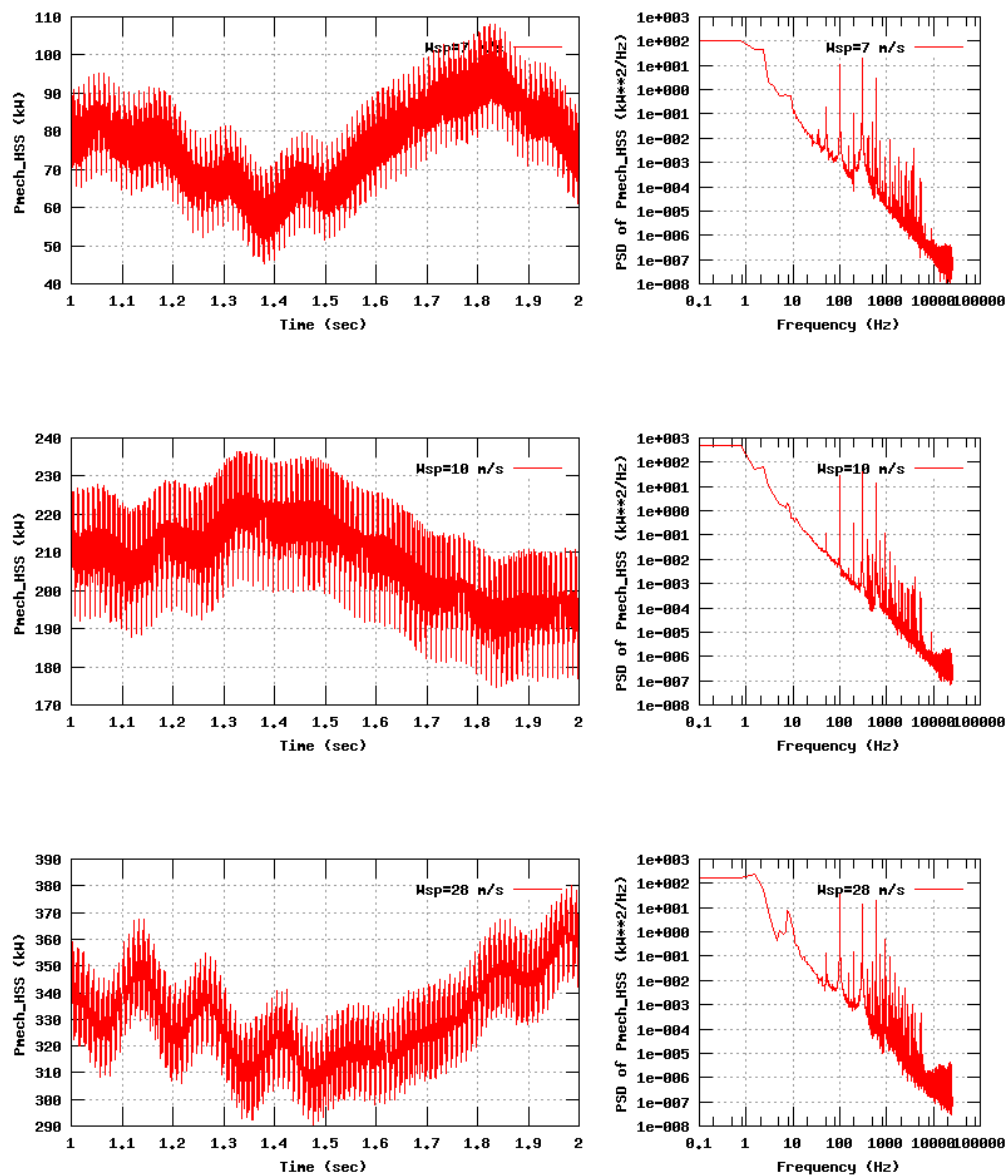 110
100
90
80
70
60
50
40
Pmech_HSS (kW)
Wsp=7 m/s
1 1.1 1.2 1.3 1.4 1.5 1.6 1.7 1.8 1.9 2
Time (sec)
1e+003
1e+002
1e+001
1e+000
1e-001
1e-002
1e-003
1e-004
1e-005
1e-006
1e-007
1e-008
PSD of Pmech_HSS (kW**2/Hz)
Wsp=7 m/s
0.1 1 10 100 1000 10000 100000
Frequency (Hz)
240
230
220
210
200
190
180
170
Pmech_HSS (kW)
Wsp=10 m/s
1 1.1 1.2 1.3 1.4 1.5 1.6 1.7 1.8 1.9 2
Time (sec)
1e+003
1e+002
1e+001
1e+000
1e-001
1e-002
1e-003
1e-004
1e-005
1e-006
1e-007
1e-008
PSD of Pmech_HSS (kW**2/Hz)
Wsp=10 m/s
0.1 1 10 100 1000 10000 100000
Frequency (Hz)
390
380
370
360
350
340
330
320
310
300
290
Pmech_HSS (kW)
Wsp=28 m/s
1 1.1 1.2 1.3 1.4 1.5 1.6 1.7 1.8 1.9 2
Time (sec)
1e+003
1e+002
1e+001
1e+000
1e-001
1e-002
1e-003
1e-004
1e-005
1e-006
1e-007
1e-008
PSD of Pmech_HSS (kW**2/Hz)
Wsp=28 m/s
0.1 1 10 100 1000 10000 100000
Frequency (Hz)